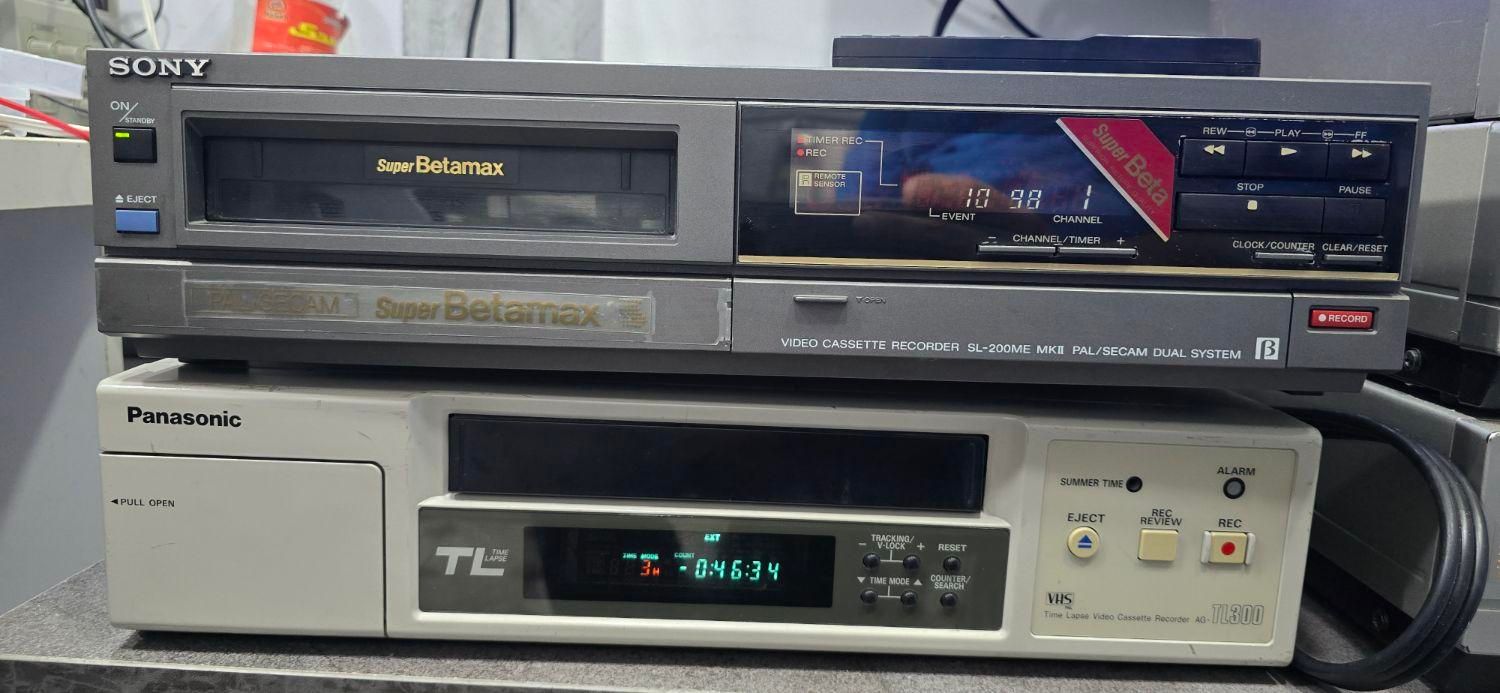 SONY
ON/STANDBY
EJECT
Super Betamax
TIMER REC
REC
REMOTE SENSOR
10 98 1
EVENT
CHANNEL
CHANNEL/TIMER
- +
Super Beta
REW PLAY FF
STOP PAUSE
CLOCK/COUNTER CLEAR/RESET
PAL/SECAM Super Betamax
OPEN
VIDEO CASSETTE RECORDER SL-200ME MKII PAL/SECAM DUAL SYSTEM
β
RECORD
Panasonic
PULL OPEN
TL TIME LAPSE
EXT
TIME MODE COUNT
3H -0:46:34
- TRACKING/V-LOCK +
RESET
TIME MODE
COUNTER/SEARCH
SUMMER TIME
ALARM
EJECT
REC REVIEW
REC
VHS
PAL
Time Lapse Video Cassette Recorder AG-TL300